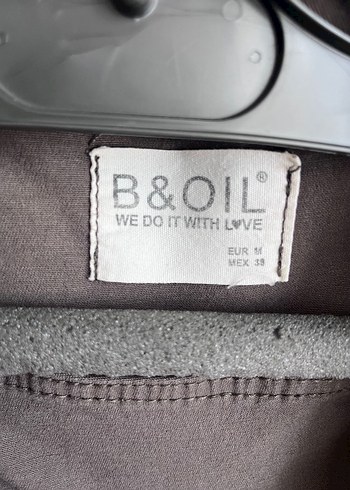 B&OIL®
WE DO IT WITH L♥VE
EUR M
MEX 38